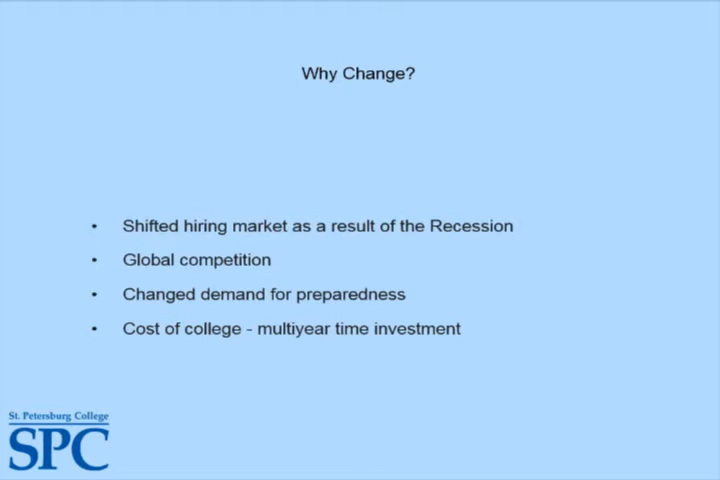 Why Change?
• Shifted hiring market as a result of the Recession
• Global competition
• Changed demand for preparedness
• Cost of college - multiyear time investment
St. Petersburg College
SPC